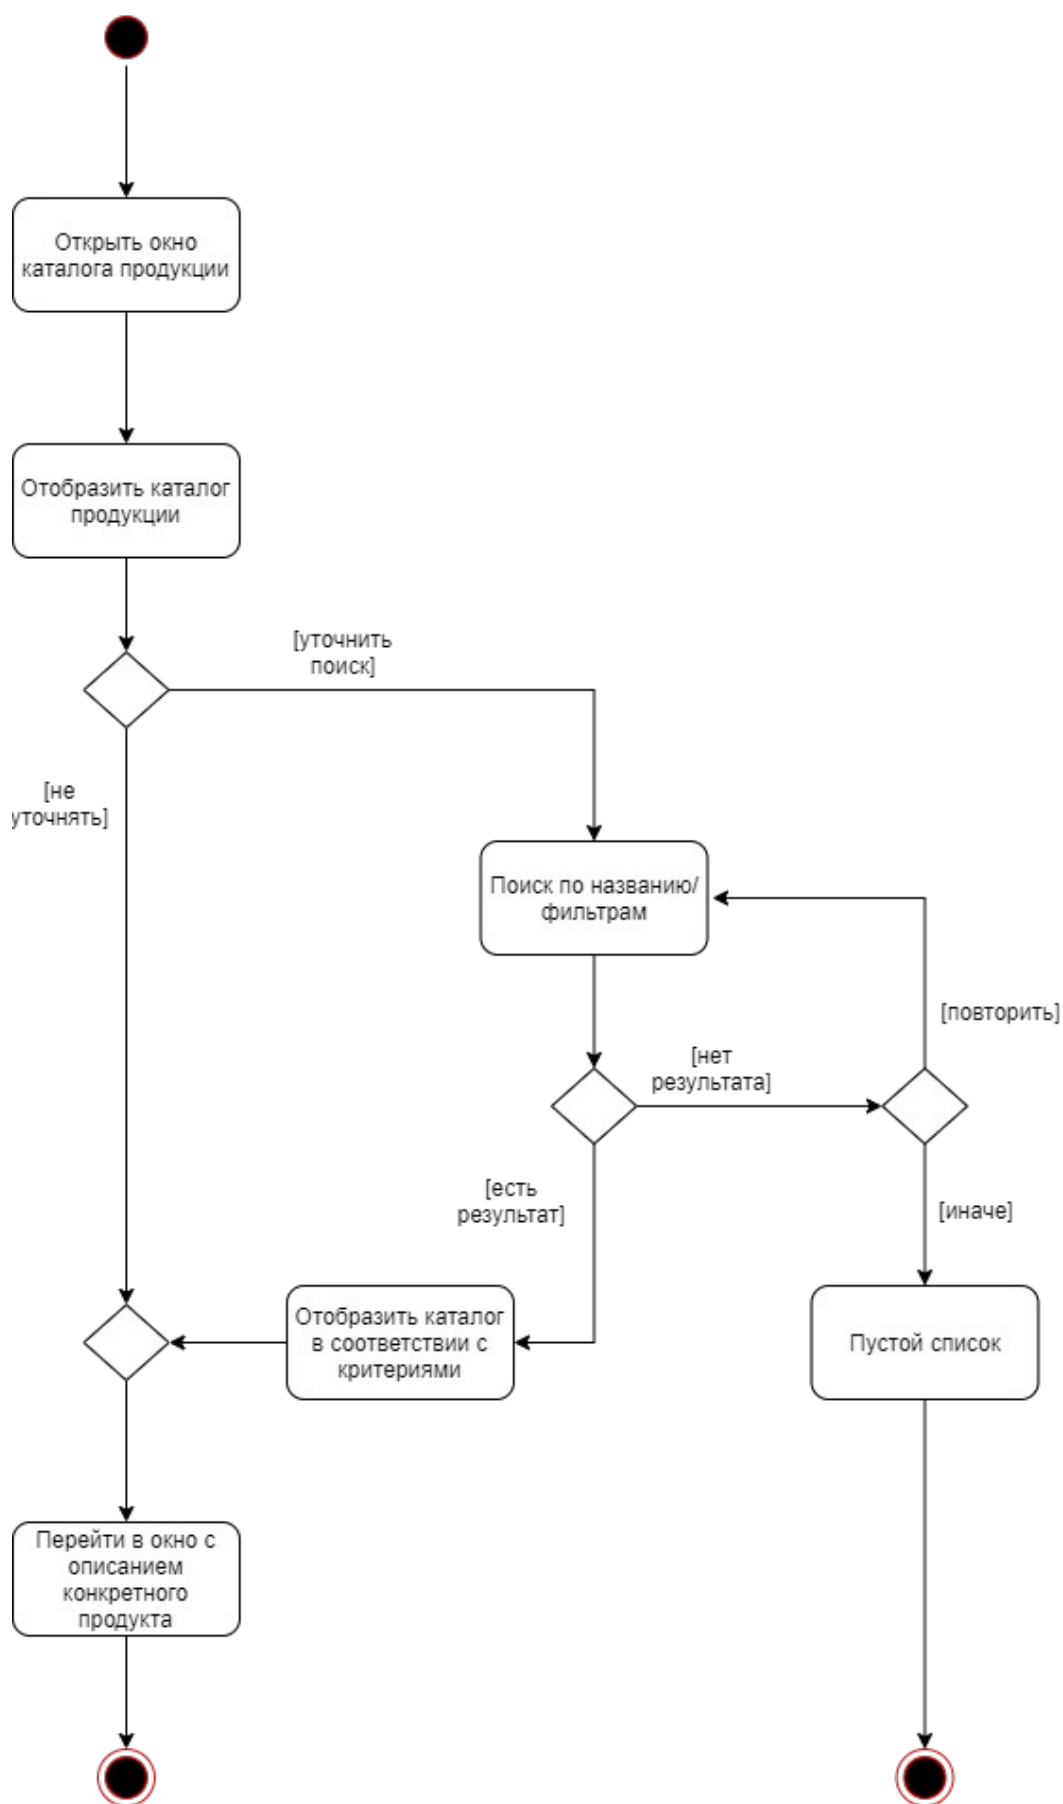 Открыть окно
каталога продукции
Отобразить каталог
продукции
[уточнить
поиск]
[не
уточнять]
Поиск по названию/
фильтрам
[повторить]
[нет
результата]
[есть
результат]
[иначе]
Отобразить каталог
в соответствии с
критериями
Пустой список
Перейти в окно с
описанием
конкретного
продукта